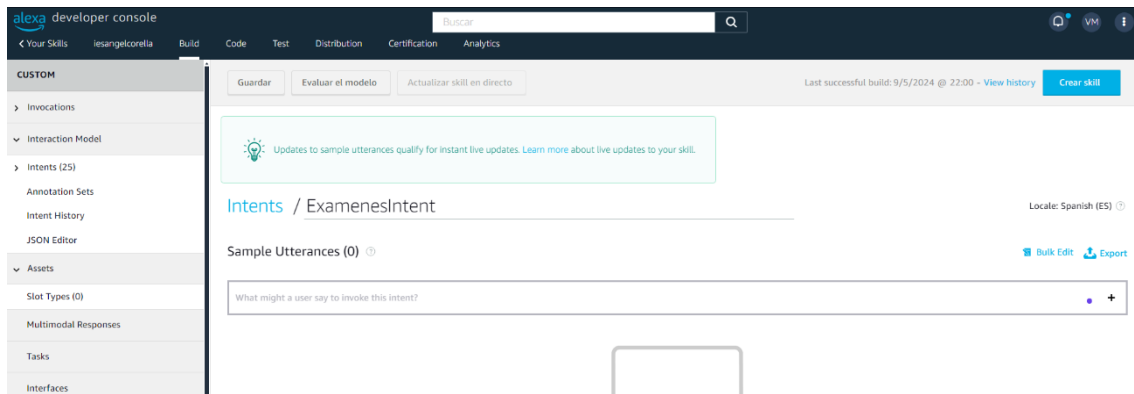 alexa developer console
Buscar
VM
Your Skills iesangelcorella Build Code Test Distribution Certification Analytics
CUSTOM
Guardar Evaluar el modelo Actualizar skill en directo Last successful build: 9/5/2024 @ 22:00 - View history Crear skill
Invocations
Interaction Model
Updates to sample utterances qualify for instant live updates. Learn more about live updates to your skill.
Intents (25)
Annotation Sets
Intents / ExamenesIntent Locale: Spanish (ES)
Intent History
JSON Editor
Sample Utterances (0) Bulk Edit Export
Assets
Slot Types (0)
What might a user say to invoke this intent? +
Multimodal Responses
Tasks
Interfaces